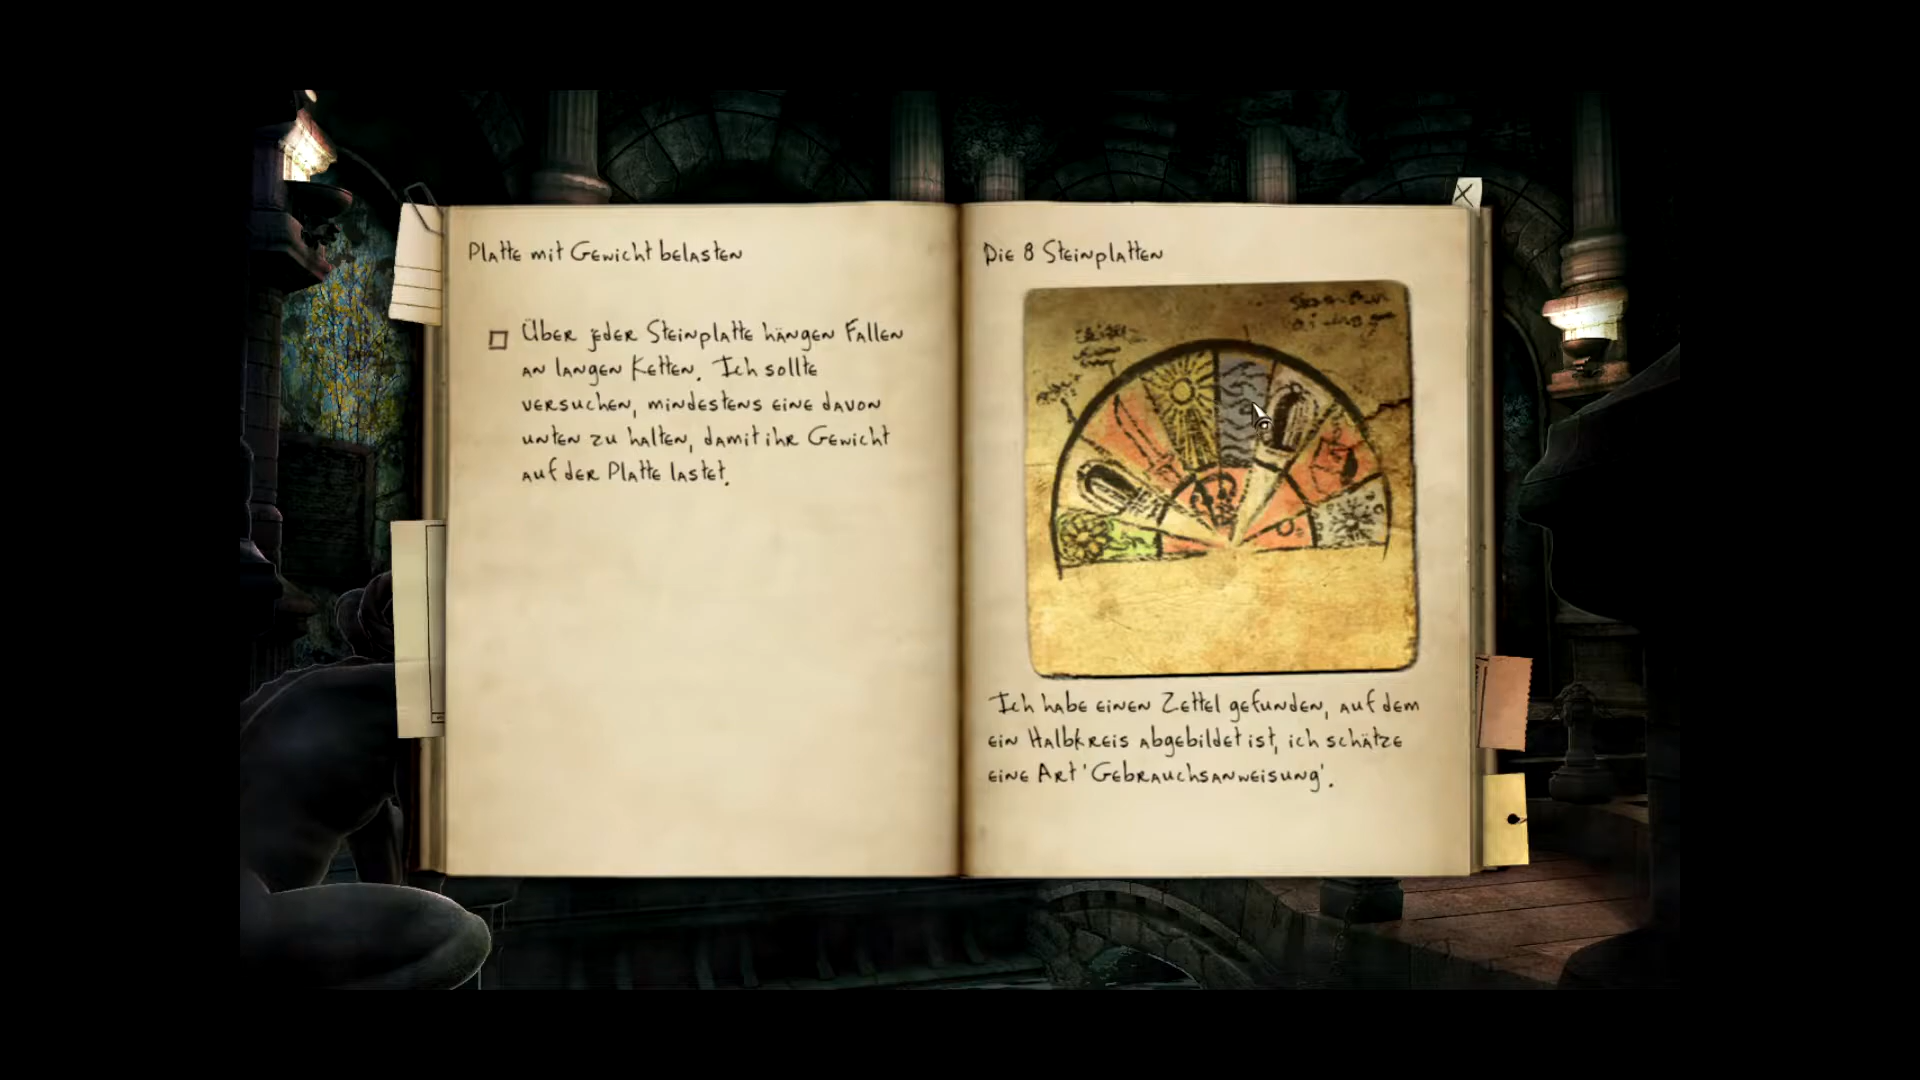 Platte mit Gewicht belasten
Über jeder Steinplatte hängen Fallen
an langen Ketten. Ich sollte
versuchen, mindestens eine davon
unten zu halten, damit ihr Gewicht
auf der Platte lastet.
Die 8 Steinplatten
Ich habe einen Zettel gefunden, auf dem
ein Halbkreis abgebildet ist, ich schätze
eine Art 'Gebrauchsanweisung'.